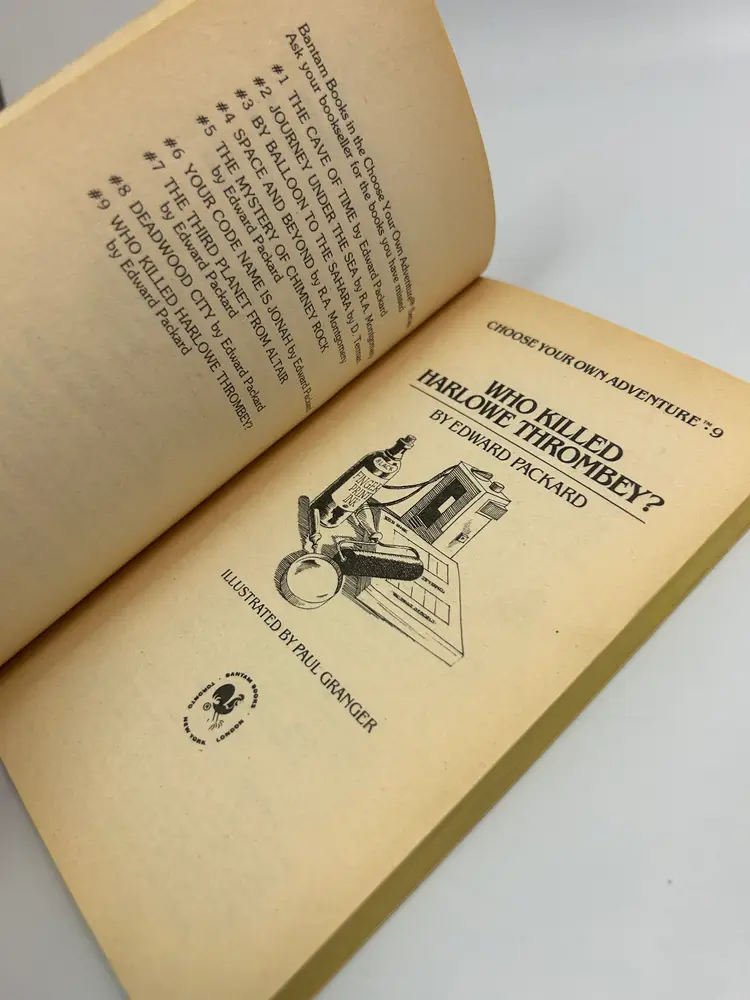 Bantam Books in the Choose Your Own Adventure®
Ask your bookseller for the books you have missed
#1 THE CAVE OF TIME by Edward Packard
#2 JOURNEY UNDER THE SEA by R.A. Montgomery
#3 BY BALLOON TO THE SAHARA by D. Terman
#4 SPACE AND BEYOND by R.A. Montgomery
#5 THE MYSTERY OF CHIMNEY ROCK
by Edward Packard
#6 YOUR CODE NAME IS JONAH by Edward Packard
#7 THE THIRD PLANET FROM ALTAIR
by Edward Packard
#8 DEADWOOD CITY by Edward Packard
#9 WHO KILLED HARLOWE THROMBEY?
by Edward Packard
CHOOSE YOUR OWN ADVENTURE™·9
WHO KILLED
HARLOWE THROMBEY?
BY EDWARD PACKARD
BLACK
FINGER
PRINT
INK
ILLUSTRATED BY PAUL GRANGER
BANTAM BOOKS
TORONTO · NEW YORK · LONDON